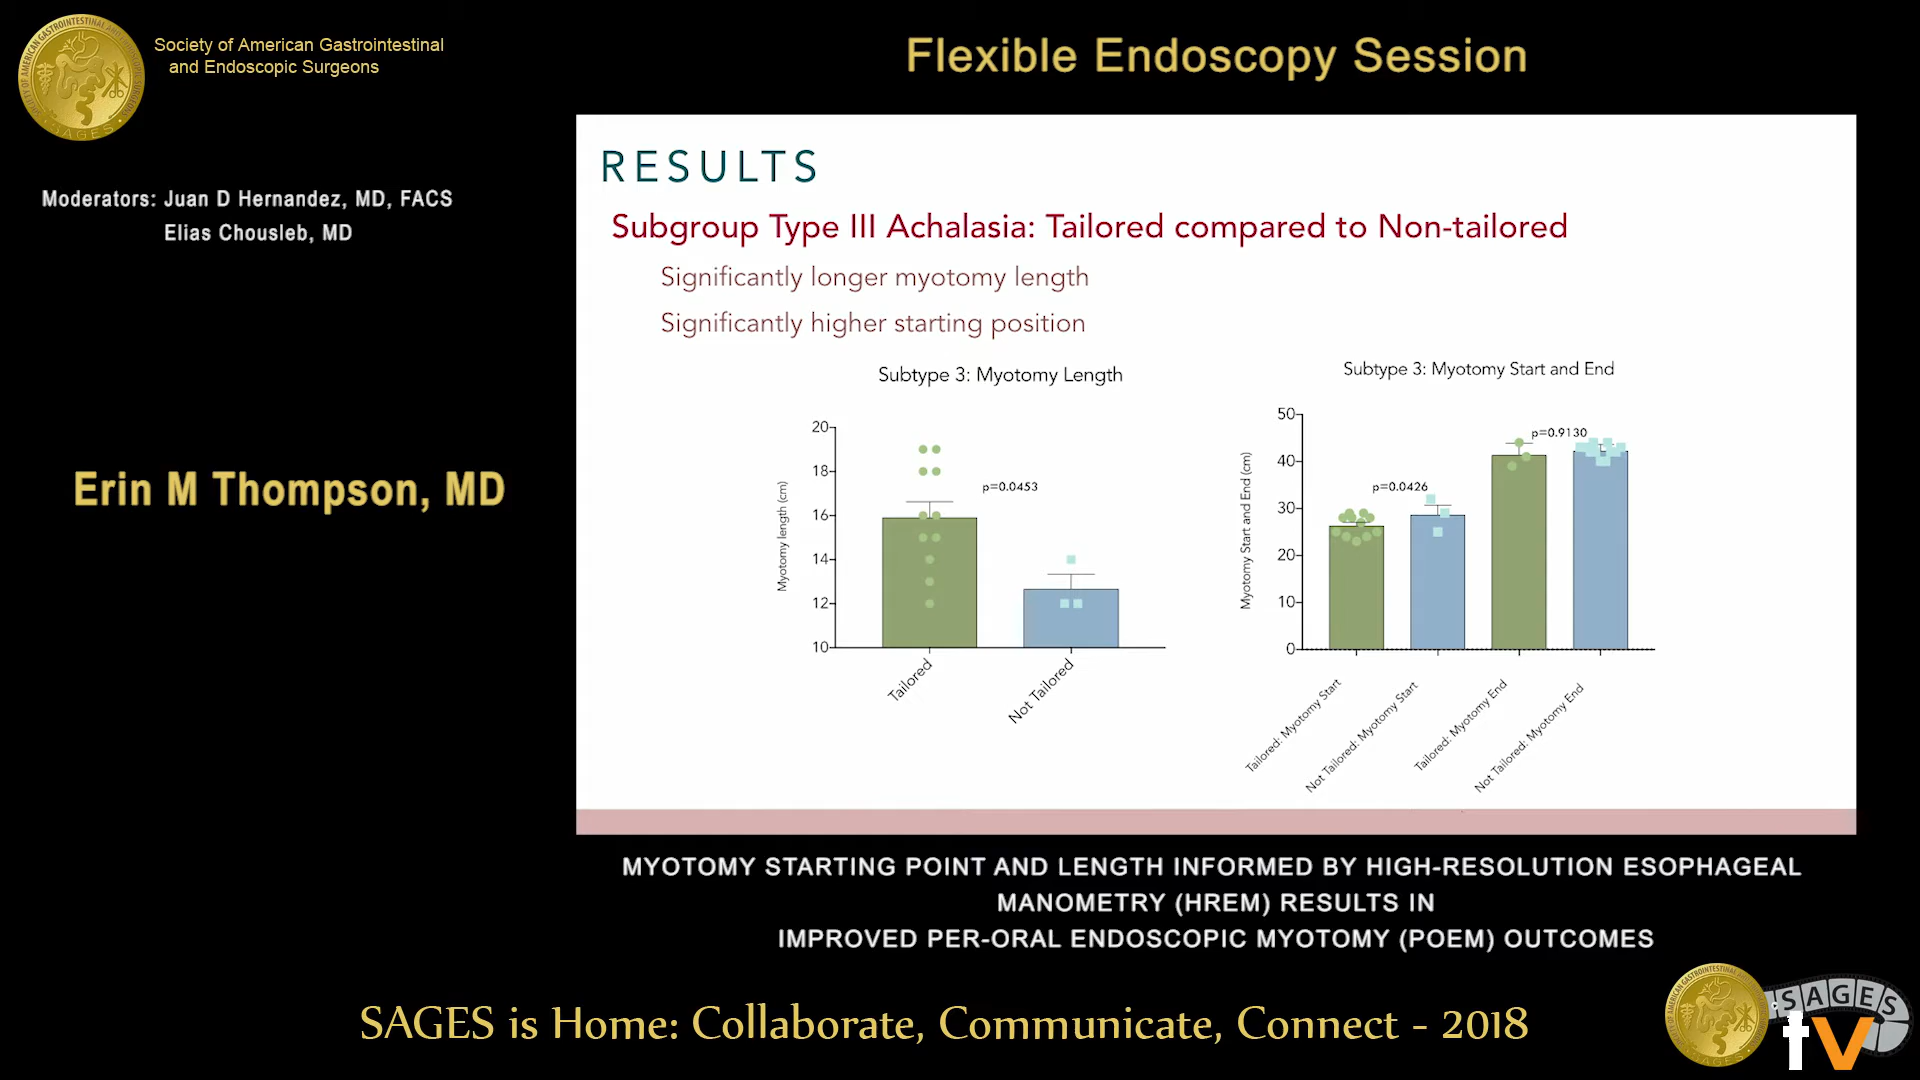 Society of American Gastrointestinal
and Endoscopic Surgeons
Flexible Endoscopy Session
Moderators: Juan D Hernandez, MD, FACS
Elias Chousleb, MD
Erin M Thompson, MD
RESULTS
Subgroup Type III Achalasia: Tailored compared to Non-tailored
Significantly longer myotomy length
Significantly higher starting position
Subtype 3: Myotomy Length
Myotomy length (cm)
20
18
16
14
12
10
p=0.0453
Tailored
Not Tailored
Subtype 3: Myotomy Start and End
Myotomy Start and End (cm)
50
40
30
20
10
0
p=0.0426
p=0.9130
Tailored: Myotomy Start
Not Tailored: Myotomy Start
Tailored: Myotomy End
Not Tailored: Myotomy End
MYOTOMY STARTING POINT AND LENGTH INFORMED BY HIGH-RESOLUTION ESOPHAGEAL
MANOMETRY (HREM) RESULTS IN
IMPROVED PER-ORAL ENDOSCOPIC MYOTOMY (POEM) OUTCOMES
SAGES is Home: Collaborate, Communicate, Connect - 2018
SAGES
tv